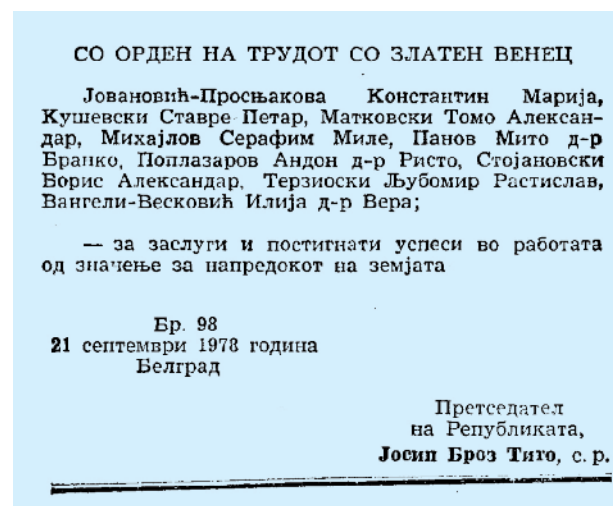 СО ОРДЕН НА ТРУДОТ СО ЗЛАТЕН ВЕНЕЦ
Јовановиќ-Просњакова Константин Марија,
Кушевски Ставре Петар, Матковски Томо Алексан-
дар, Михајлов Серафим Миле, Панов Мито д-р
Бранко, Поплазаров Андон д-р Ристо, Стојановски
Борис Александар, Терзиоски Љубомир Растислав,
Вангели-Весковиќ Илија д-р Вера;
— за заслуги и постигнати успеси во работата
од значење за напредокот на земјата
Бр. 98
21 септември 1978 година
Белград
Претседател
на Републиката,
Јосип Броз Тито, с. р.